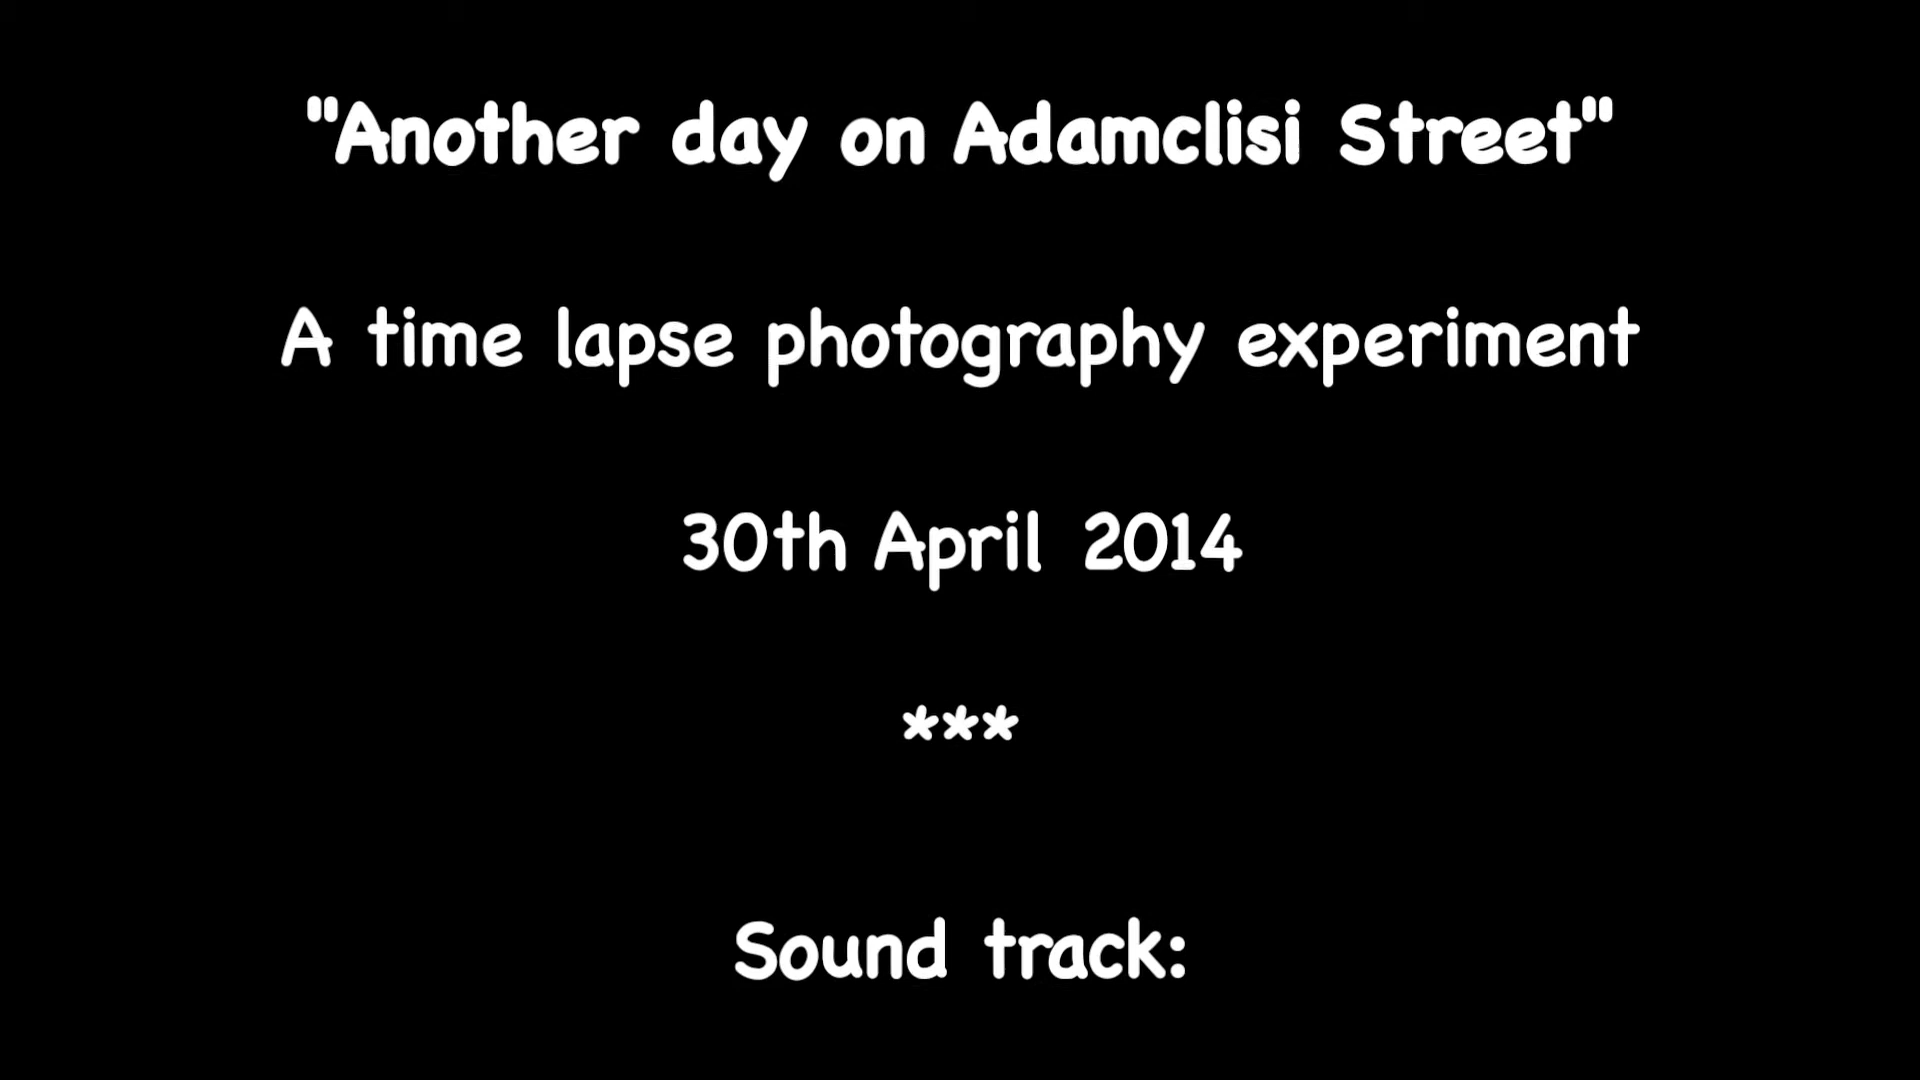 "Another day on Adamclisi Street"
A time lapse photography experiment
30th April 2014
***
Sound track: